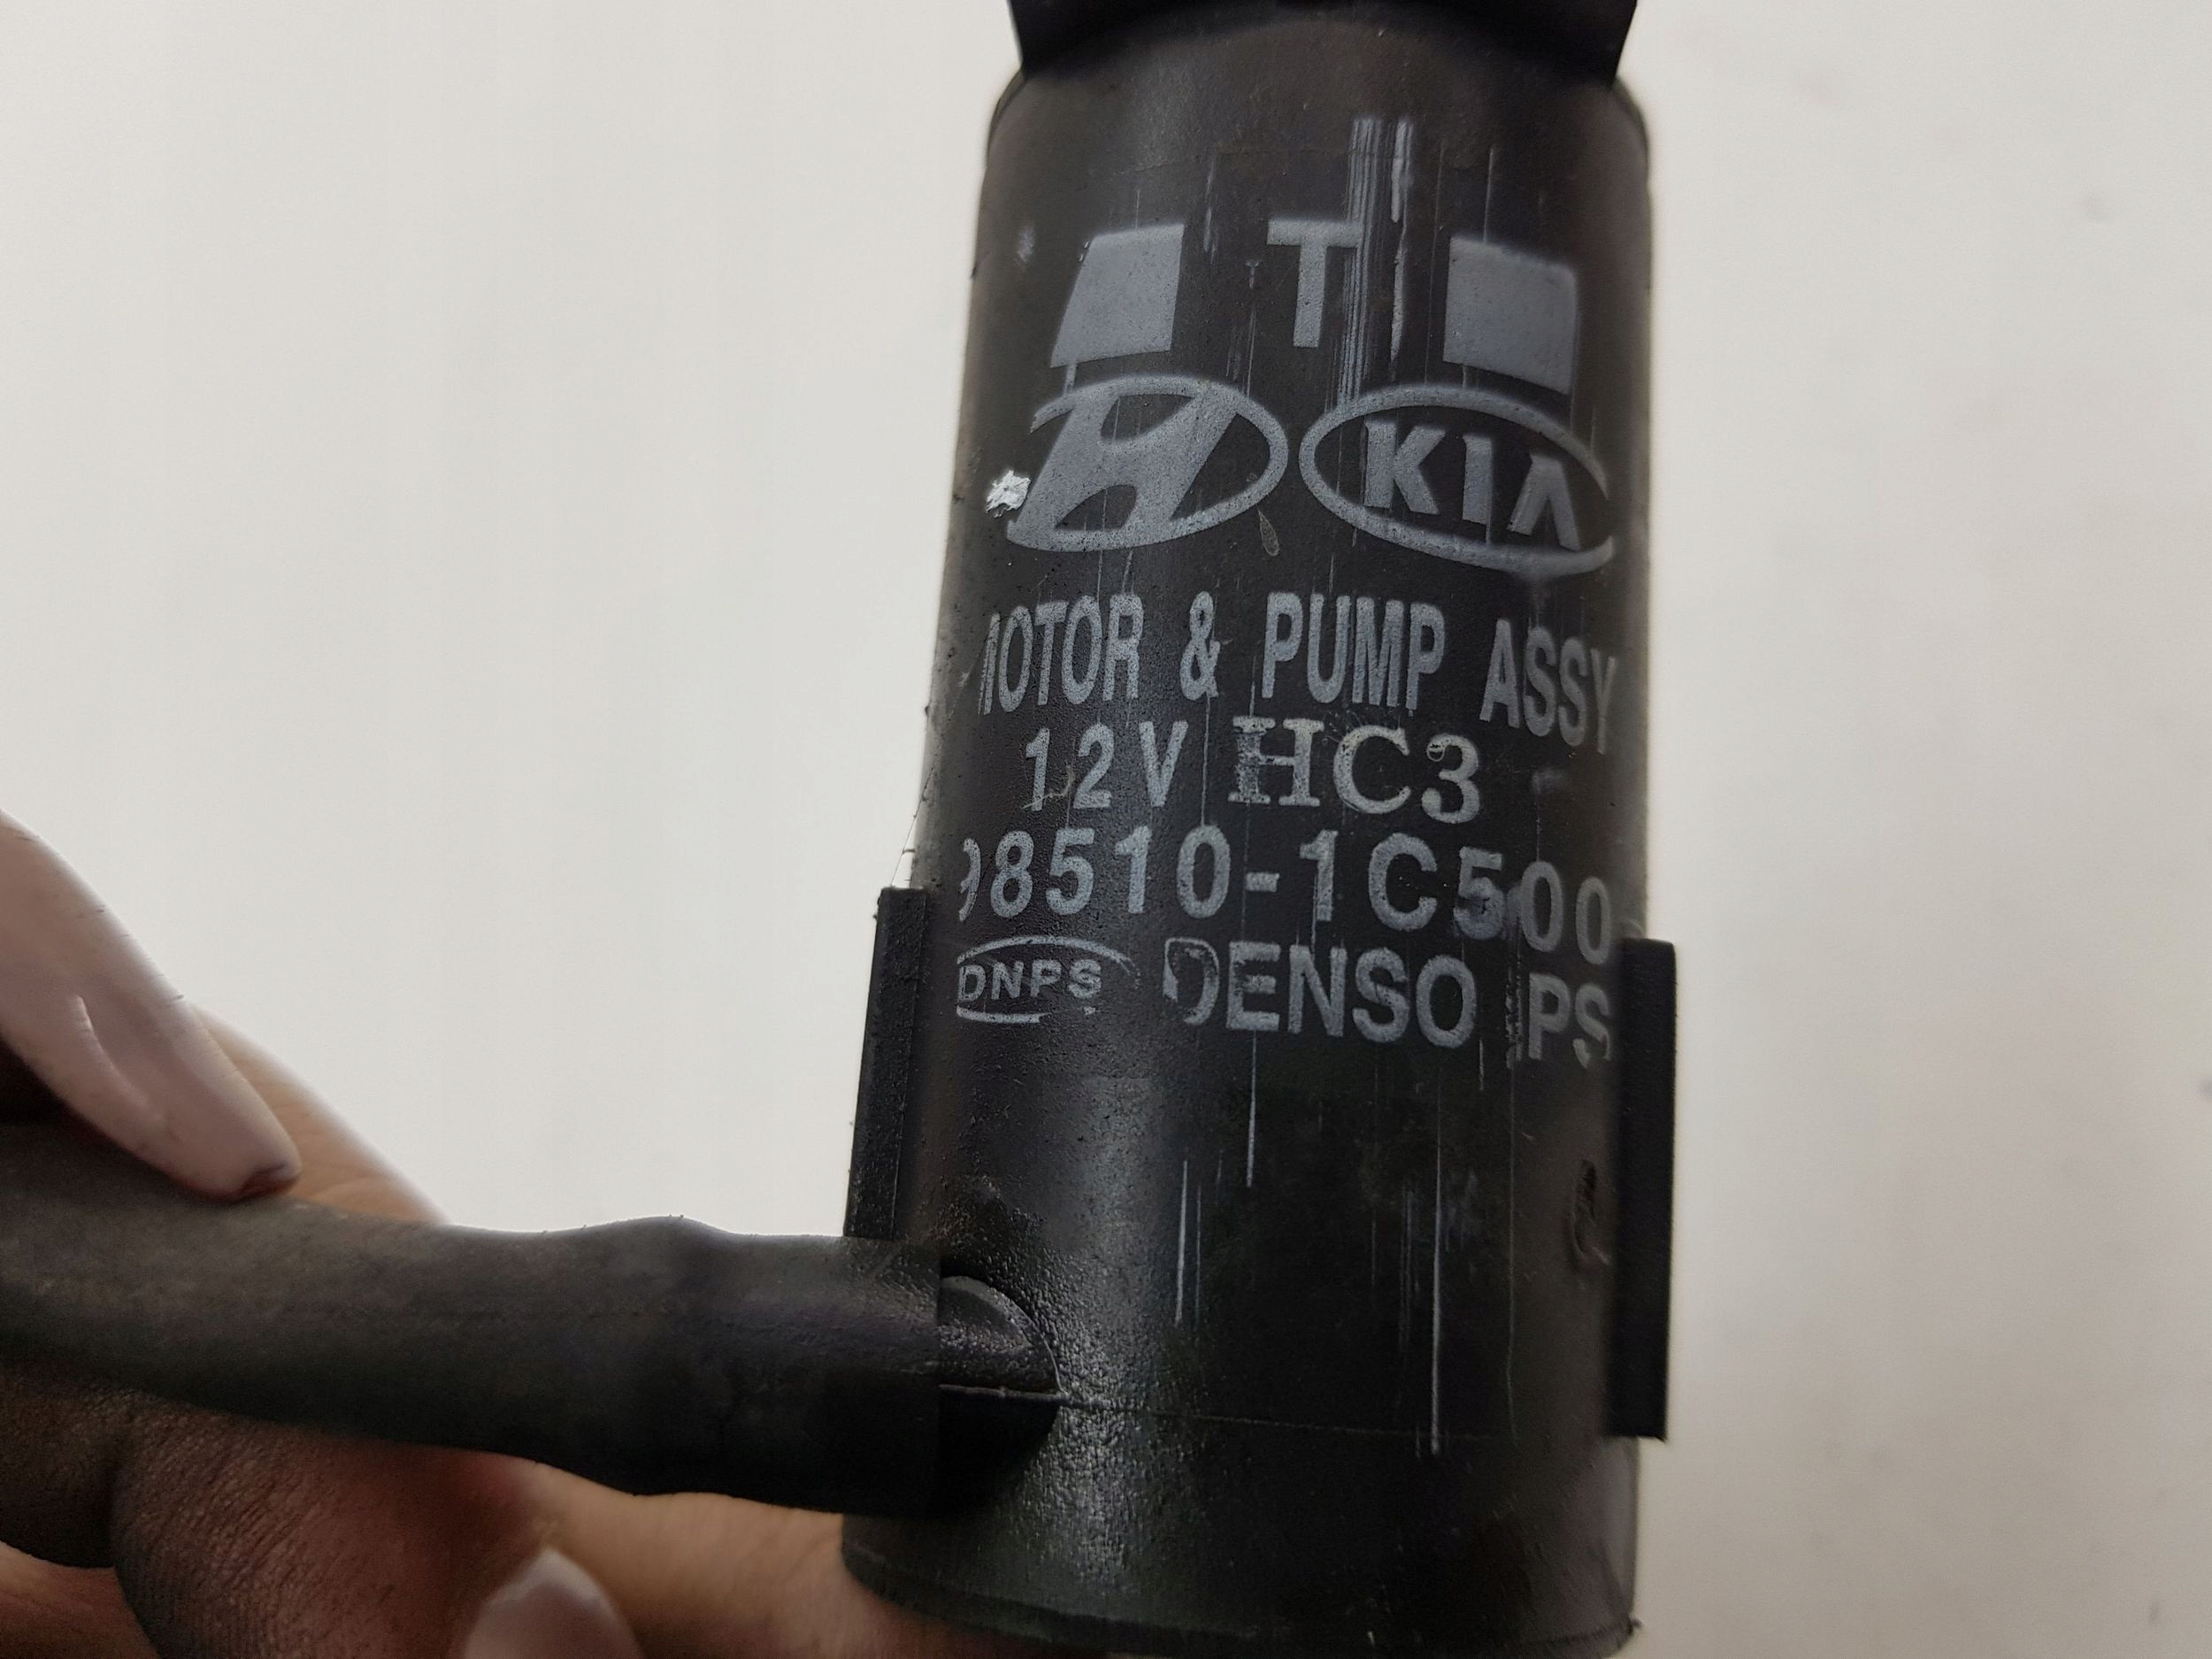 T
KIA
MOTOR & PUMP ASSY
12V HC3
98510-1C500
DNPS DENSO PS